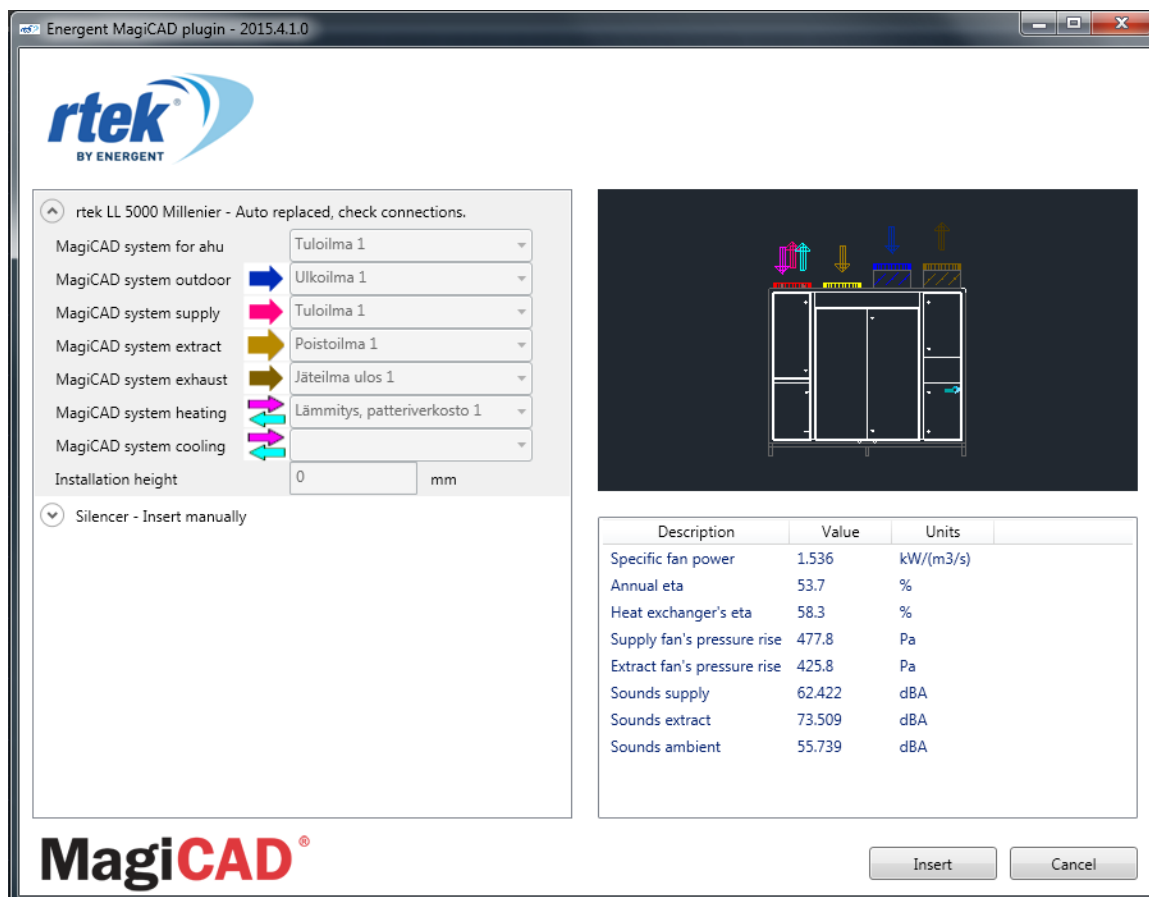 Energent MagiCAD plugin - 2015.4.1.0
rtek®
BY ENERGENT
rtek LL 5000 Millenier - Auto replaced, check connections.
MagiCAD system for ahu Tuloilma 1
MagiCAD system outdoor Ulkoilma 1
MagiCAD system supply Tuloilma 1
MagiCAD system extract Poistoilma 1
MagiCAD system exhaust Jäteilma ulos 1
MagiCAD system heating Lämmitys, patteriverkosto 1
MagiCAD system cooling
Installation height 0 mm
Silencer - Insert manually
Description Value Units
Specific fan power 1.536 kW/(m3/s)
Annual eta 53.7 %
Heat exchanger's eta 58.3 %
Supply fan's pressure rise 477.8 Pa
Extract fan's pressure rise 425.8 Pa
Sounds supply 62.422 dBA
Sounds extract 73.509 dBA
Sounds ambient 55.739 dBA
MagiCAD®
Insert Cancel